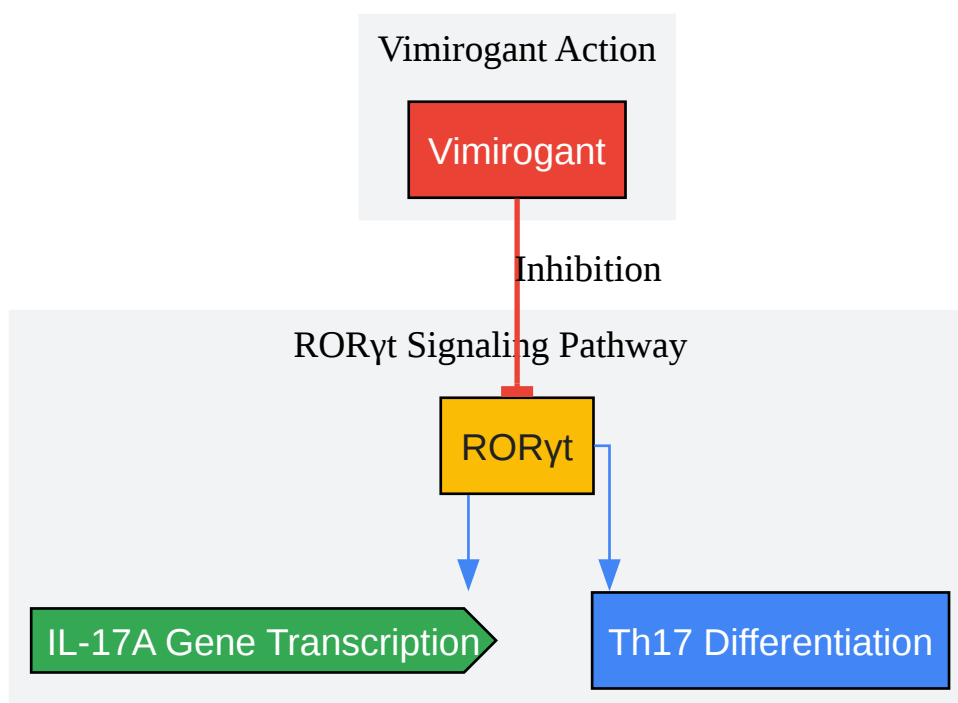 Vimirogant Action
Vimirogant
Inhibition
RORγt Signaling Pathway
RORγt
IL-17A Gene Transcription
Th17 Differentiation